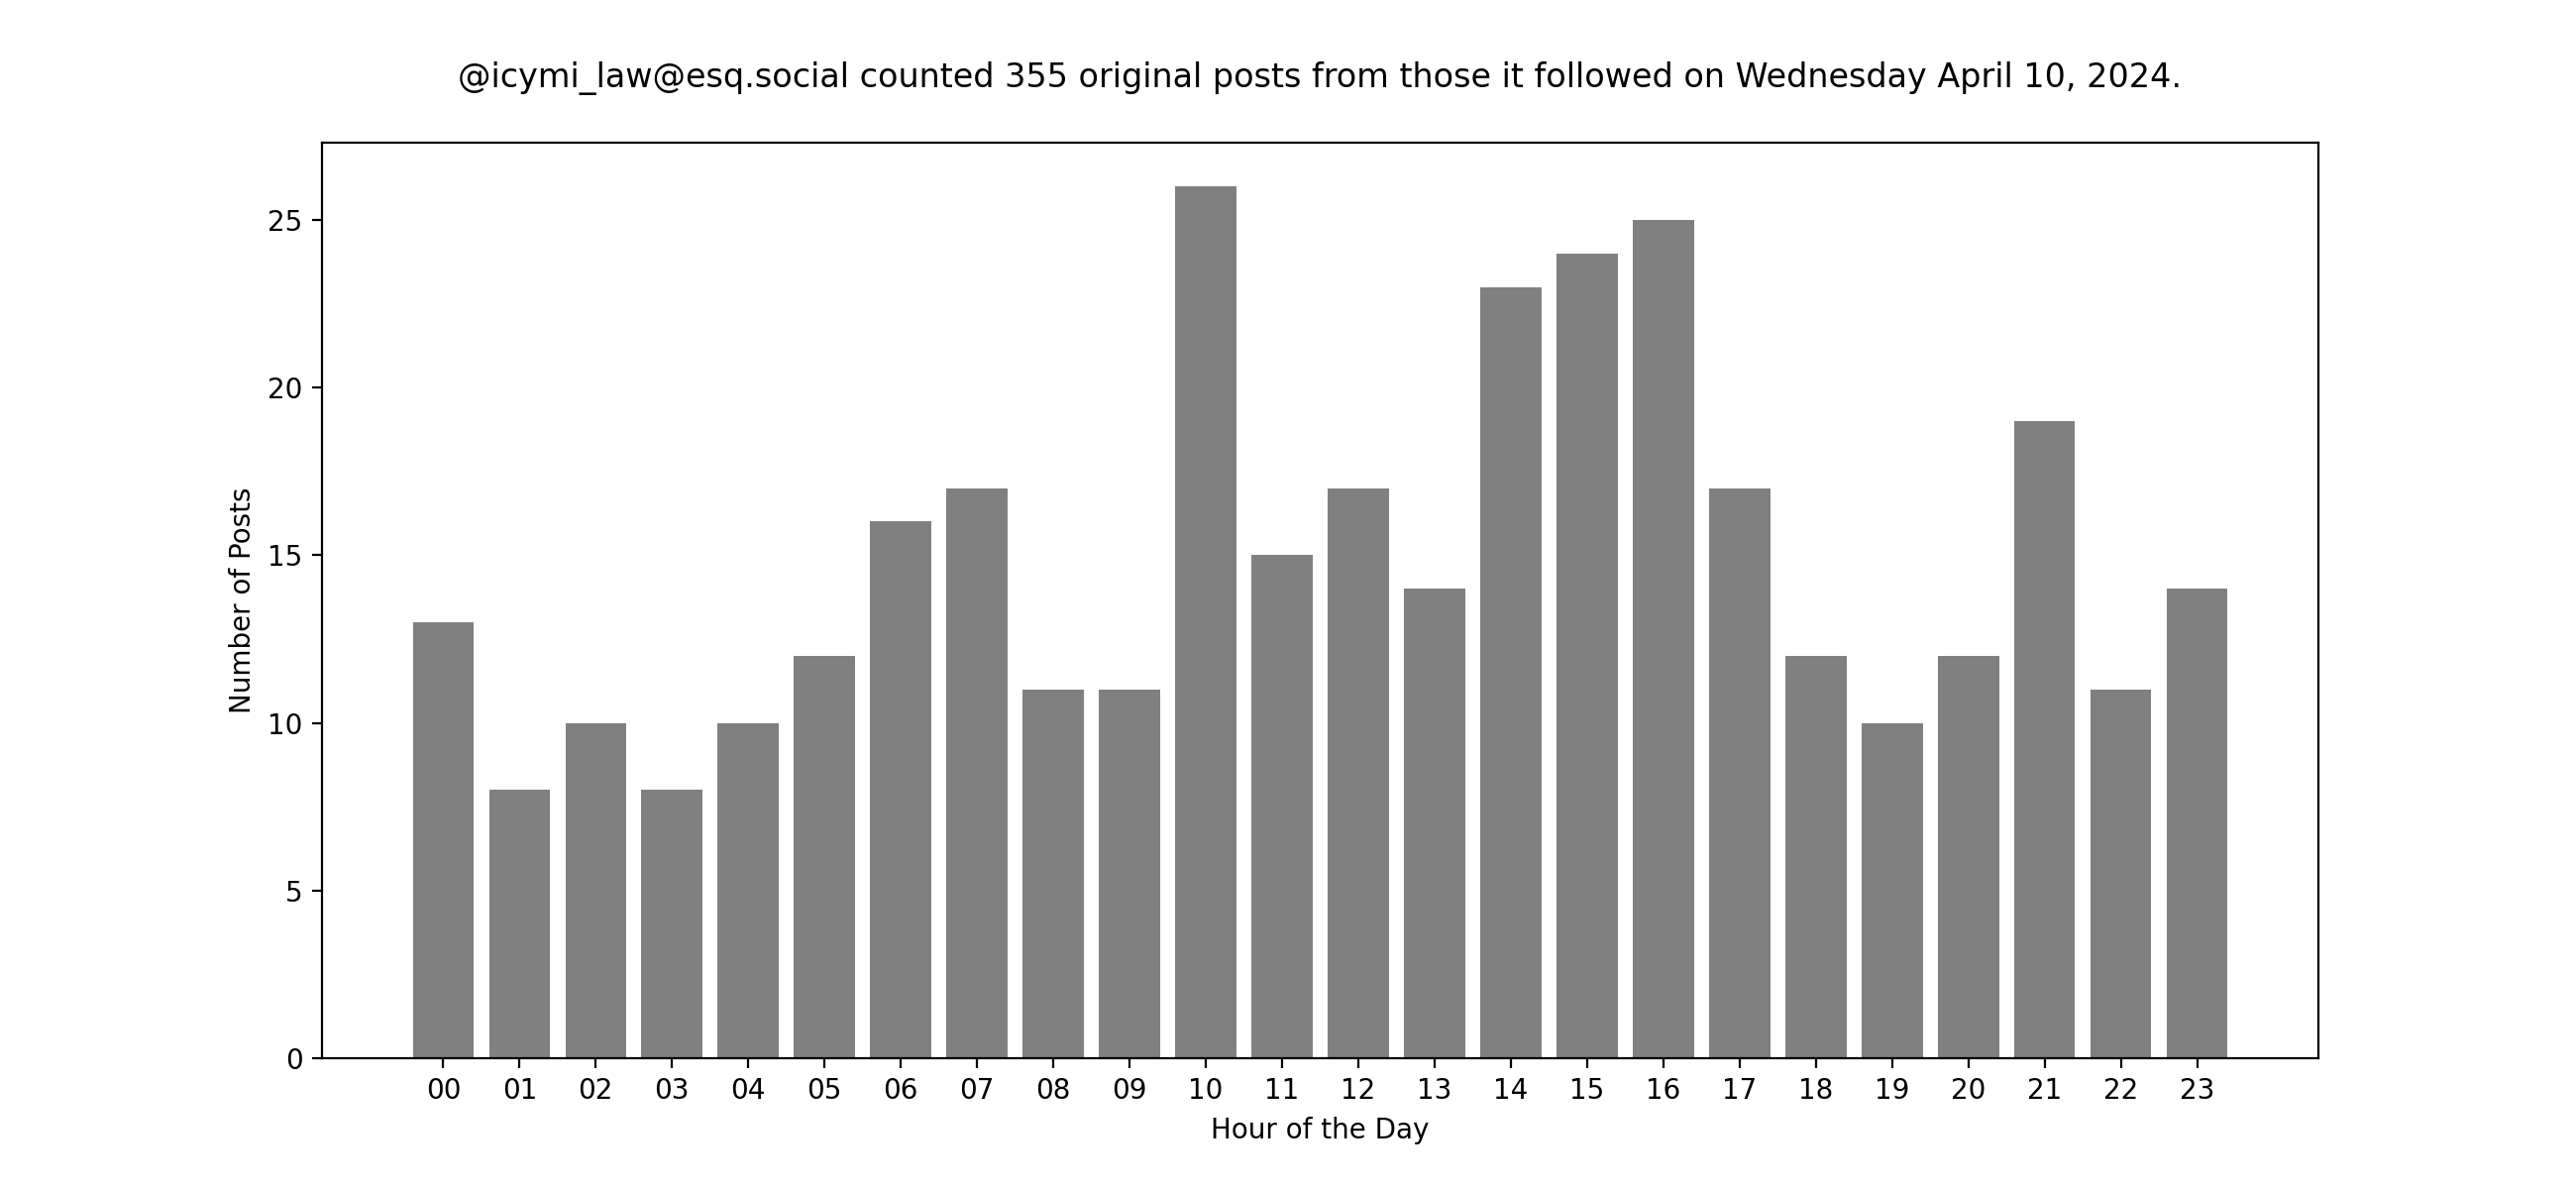 @icymi_law@esq.social counted 355 original posts from those it followed on Wednesday April 10, 2024.
Number of Posts
25
20
15
10
5
0
00 01 02 03 04 05 06 07 08 09 10 11 12 13 14 15 16 17 18 19 20 21 22 23
Hour of the Day